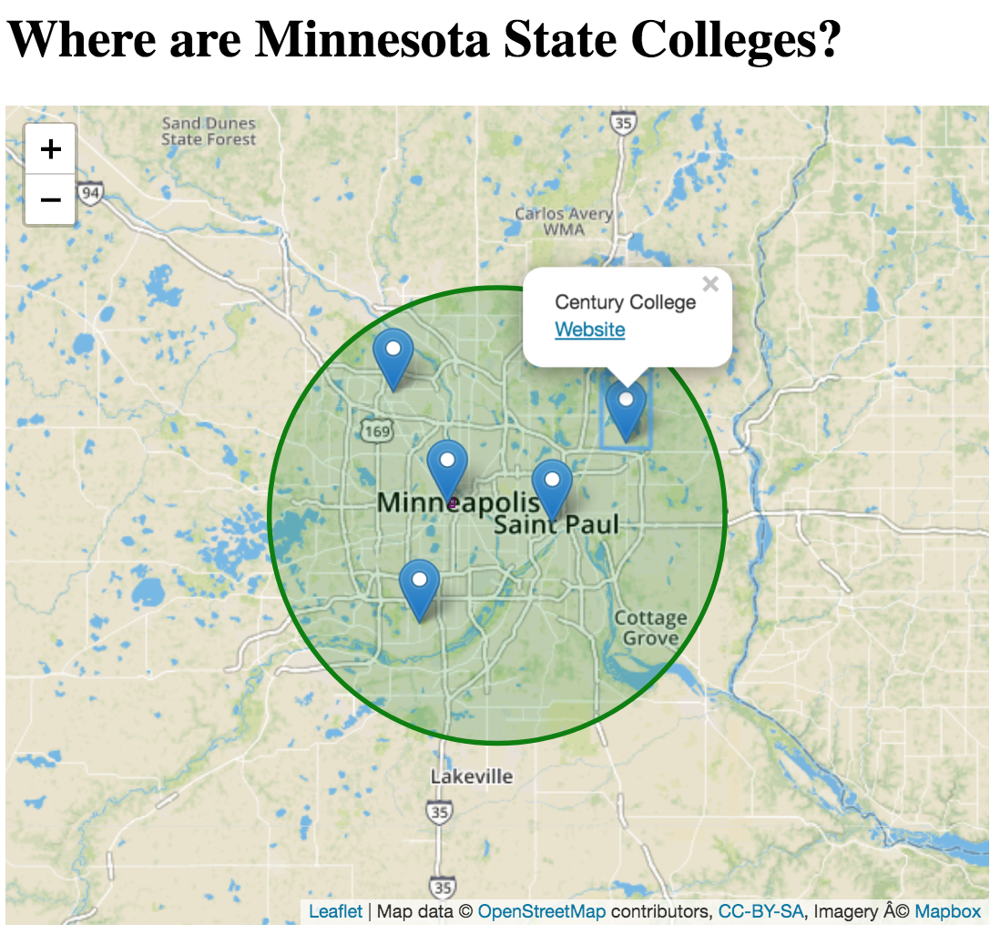 Where are Minnesota State Colleges?
Sand Dunes
State Forest
35
+
−
94
Carlos Avery
WMA
Century College
×
Website
169
Minneapolis
Saint Paul
Cottage
Grove
Lakeville
35
35
Leaflet | Map data © OpenStreetMap contributors, CC-BY-SA, Imagery Â© Mapbox